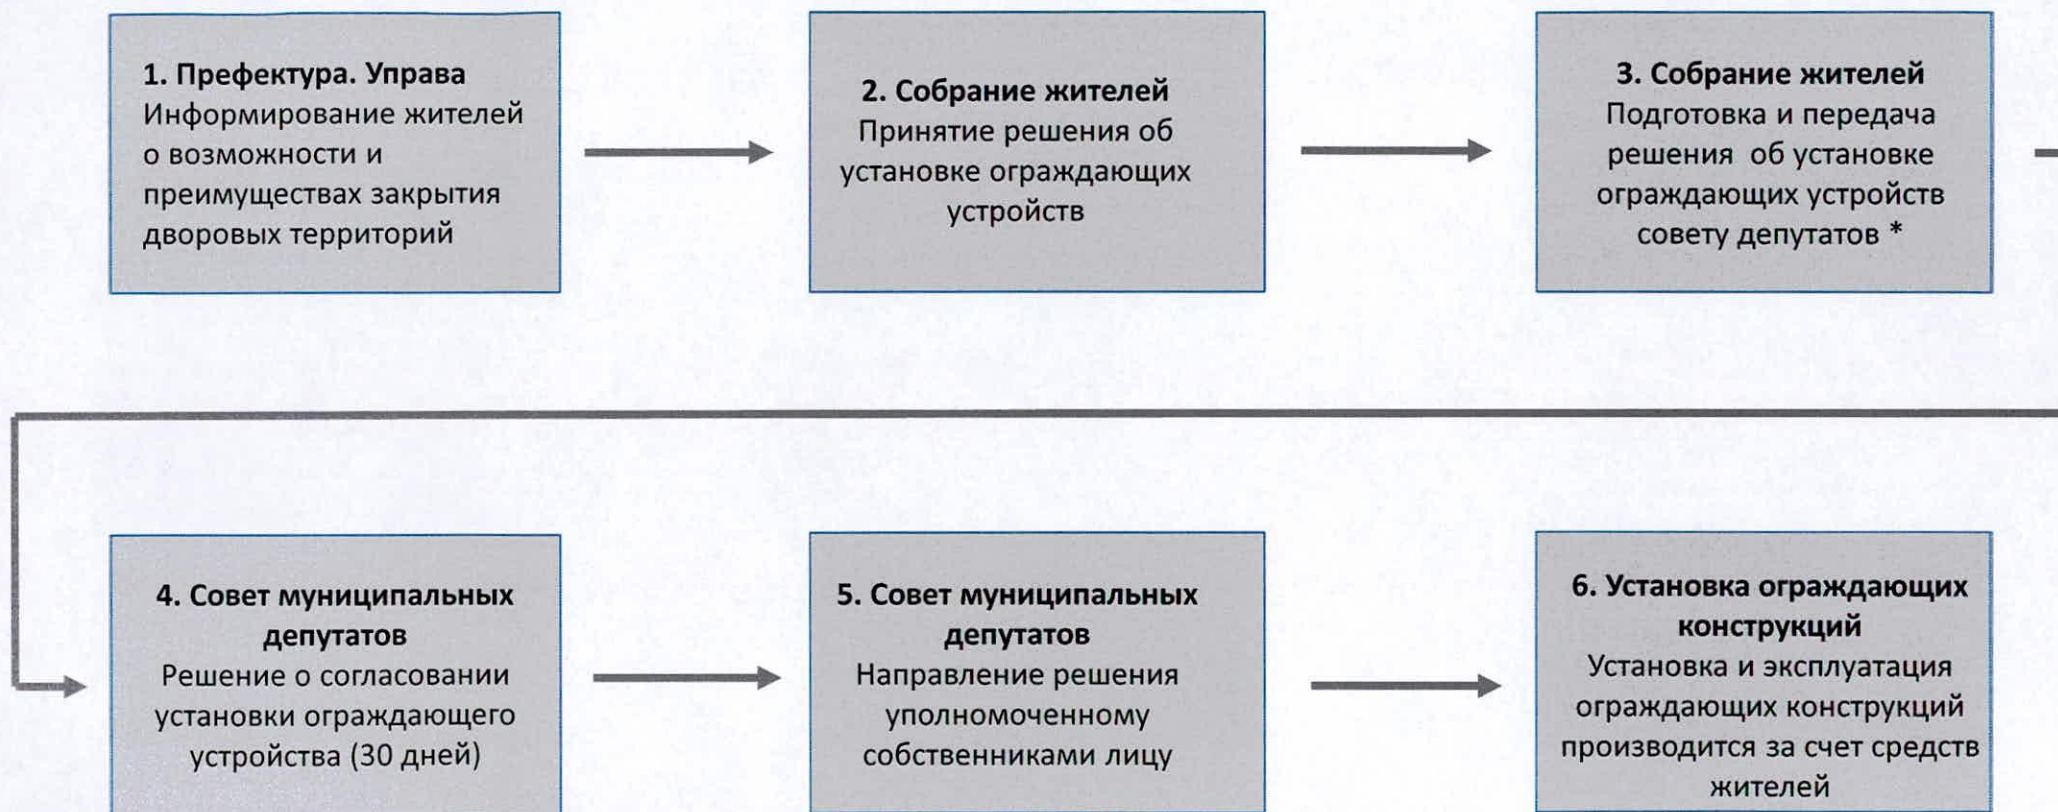 1. Префектура. Управа
Информирование жителей
о возможности и
преимуществах закрытия
дворовых территорий
2. Собрание жителей
Принятие решения об
установке ограждающих
устройств
3. Собрание жителей
Подготовка и передача
решения об установке
ограждающих устройств
совету депутатов *
4. Совет муниципальных
депутатов
Решение о согласовании
установки ограждающего
устройства (30 дней)
5. Совет муниципальных
депутатов
Направление решения
уполномоченному
собственниками лицу
6. Установка ограждающих
конструкций
Установка и эксплуатация
ограждающих конструкций
производится за счет средств
жителей